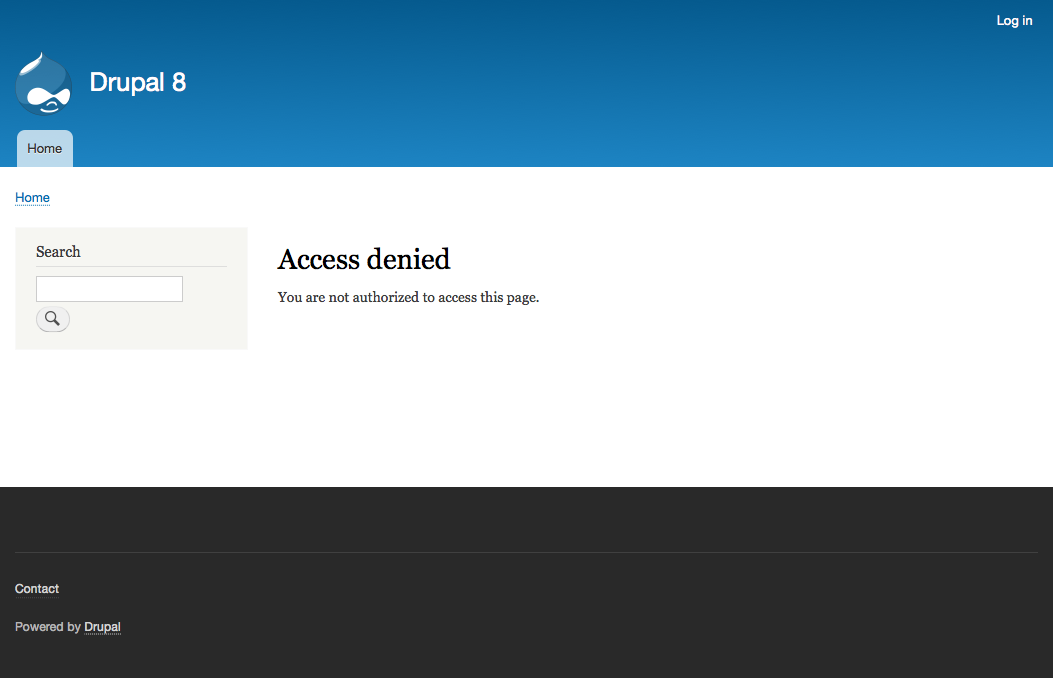 Log in
Drupal 8
Home
Home
Search
Access denied
You are not authorized to access this page.
Contact
Powered by Drupal